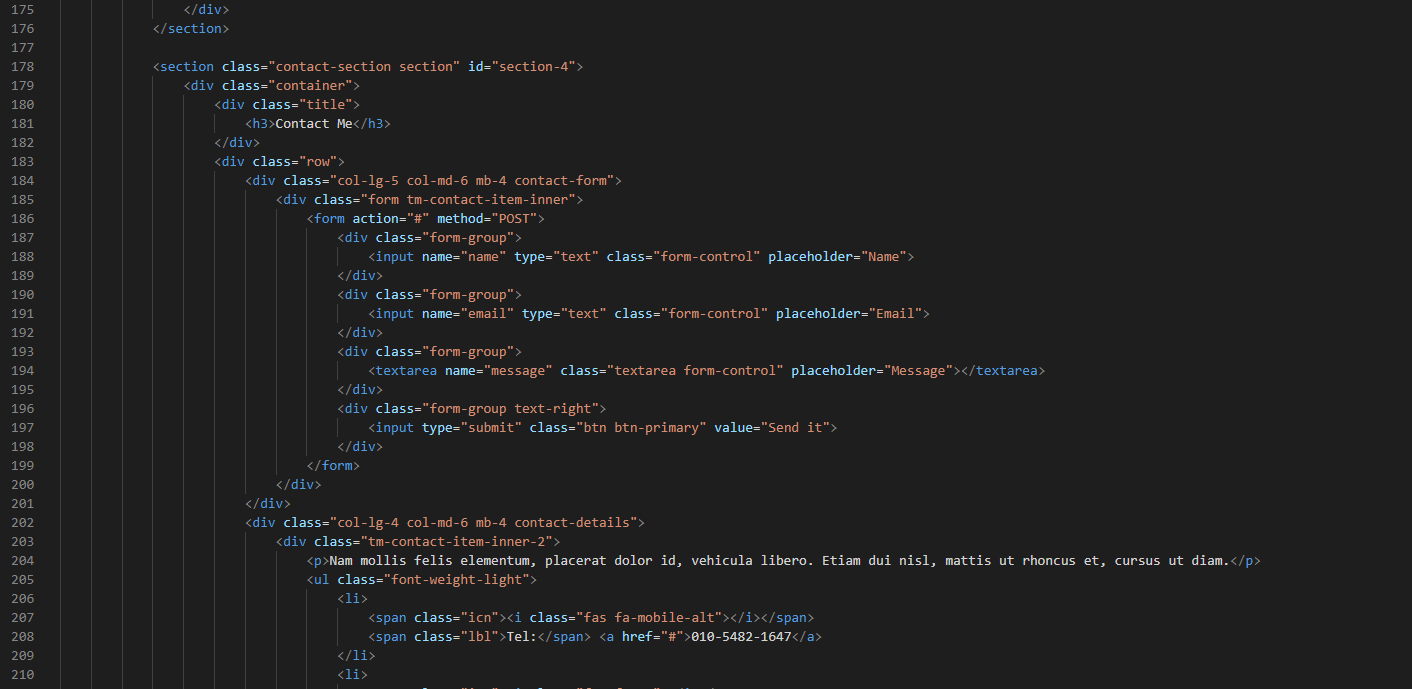 175 </div>
176 </section>
177
178 <section class="contact-section section" id="section-4">
179 <div class="container">
180 <div class="title">
181 <h3>Contact Me</h3>
182 </div>
183 <div class="row">
184 <div class="col-lg-5 col-md-6 mb-4 contact-form">
185 <div class="form tm-contact-item-inner">
186 <form action="#" method="POST">
187 <div class="form-group">
188 <input name="name" type="text" class="form-control" placeholder="Name">
189 </div>
190 <div class="form-group">
191 <input name="email" type="text" class="form-control" placeholder="Email">
192 </div>
193 <div class="form-group">
194 <textarea name="message" class="textarea form-control" placeholder="Message"></textarea>
195 </div>
196 <div class="form-group text-right">
197 <input type="submit" class="btn btn-primary" value="Send it">
198 </div>
199 </form>
200 </div>
201 </div>
202 <div class="col-lg-4 col-md-6 mb-4 contact-details">
203 <div class="tm-contact-item-inner-2">
204 <p>Nam mollis felis elementum, placerat dolor id, vehicula libero. Etiam dui nisl, mattis ut rhoncus et, cursus ut diam.</p>
205 <ul class="font-weight-light">
206 <li>
207 <span class="icn"><i class="fas fa-mobile-alt"></i></span>
208 <span class="lbl">Tel:</span> <a href="#">010-5482-1647</a>
209 </li>
210 <li>